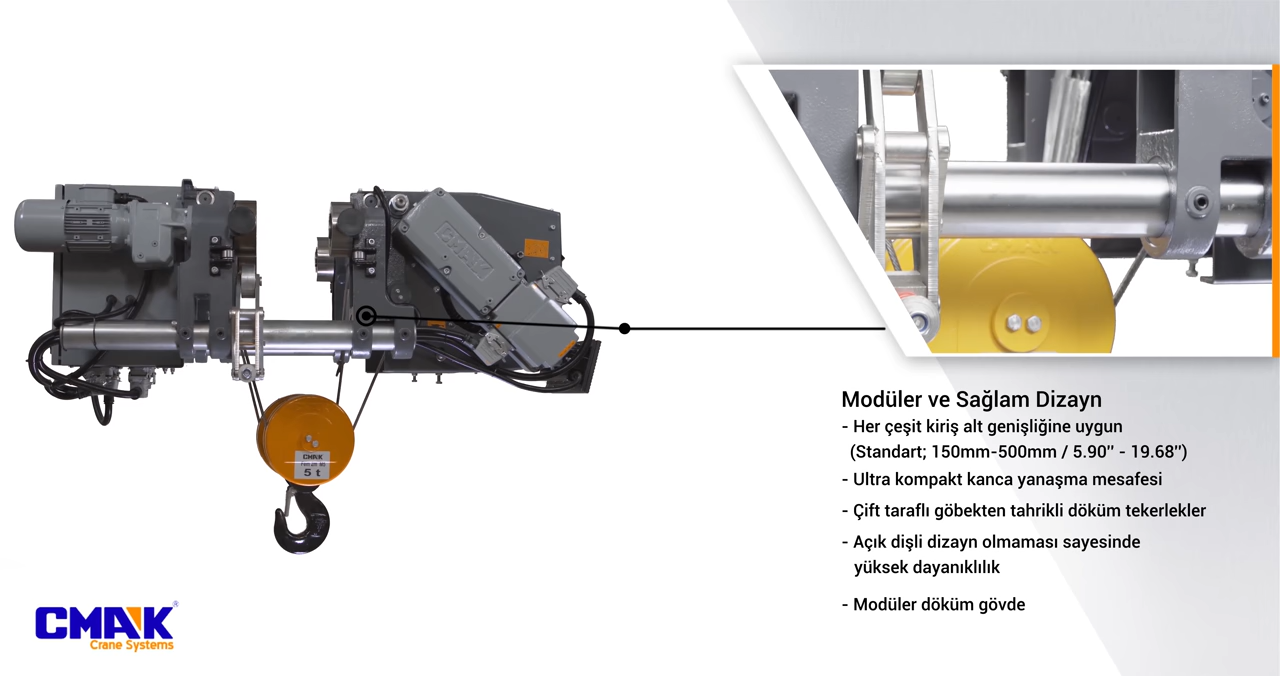 CMAK
CMAK
5 t
CMAK®
Crane Systems
Modüler ve Sağlam Dizayn
- Her çeşit kiriş alt genişliğine uygun
(Standart; 150mm-500mm / 5.90" - 19.68")
- Ultra kompakt kanca yanaşma mesafesi
- Çift taraflı göbekten tahrikli döküm tekerlekler
- Açık dişli dizayn olmaması sayesinde
yüksek dayanıklılık
- Modüler döküm gövde